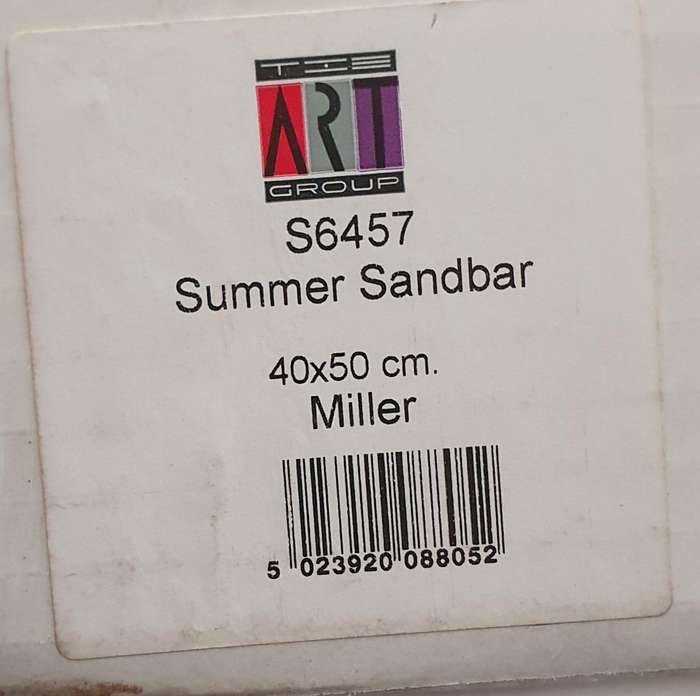 THE
ART
GROUP
S6457
Summer Sandbar
40x50 cm.
Miller
5 023920 088052